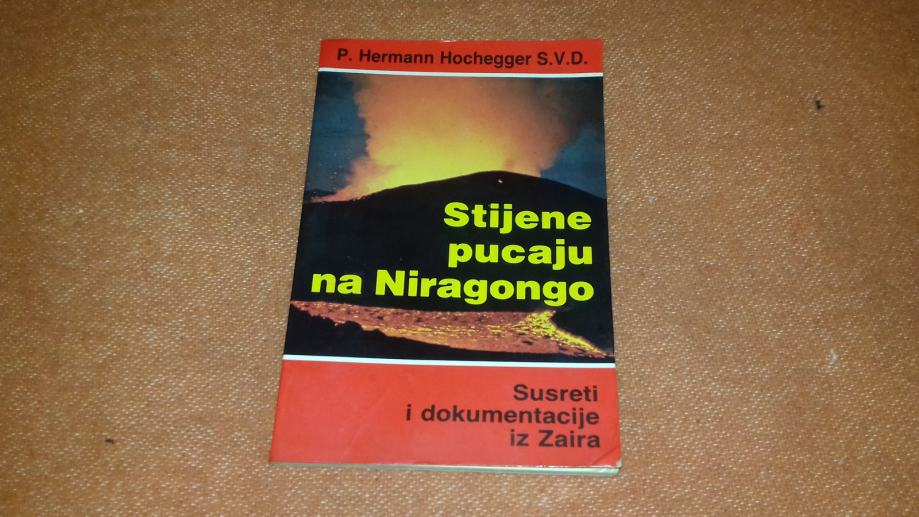 P. Hermann Hochegger S.V.D.
Stijene
pucaju
na Niragongo
Susreti
i dokumentacije
iz Zaira